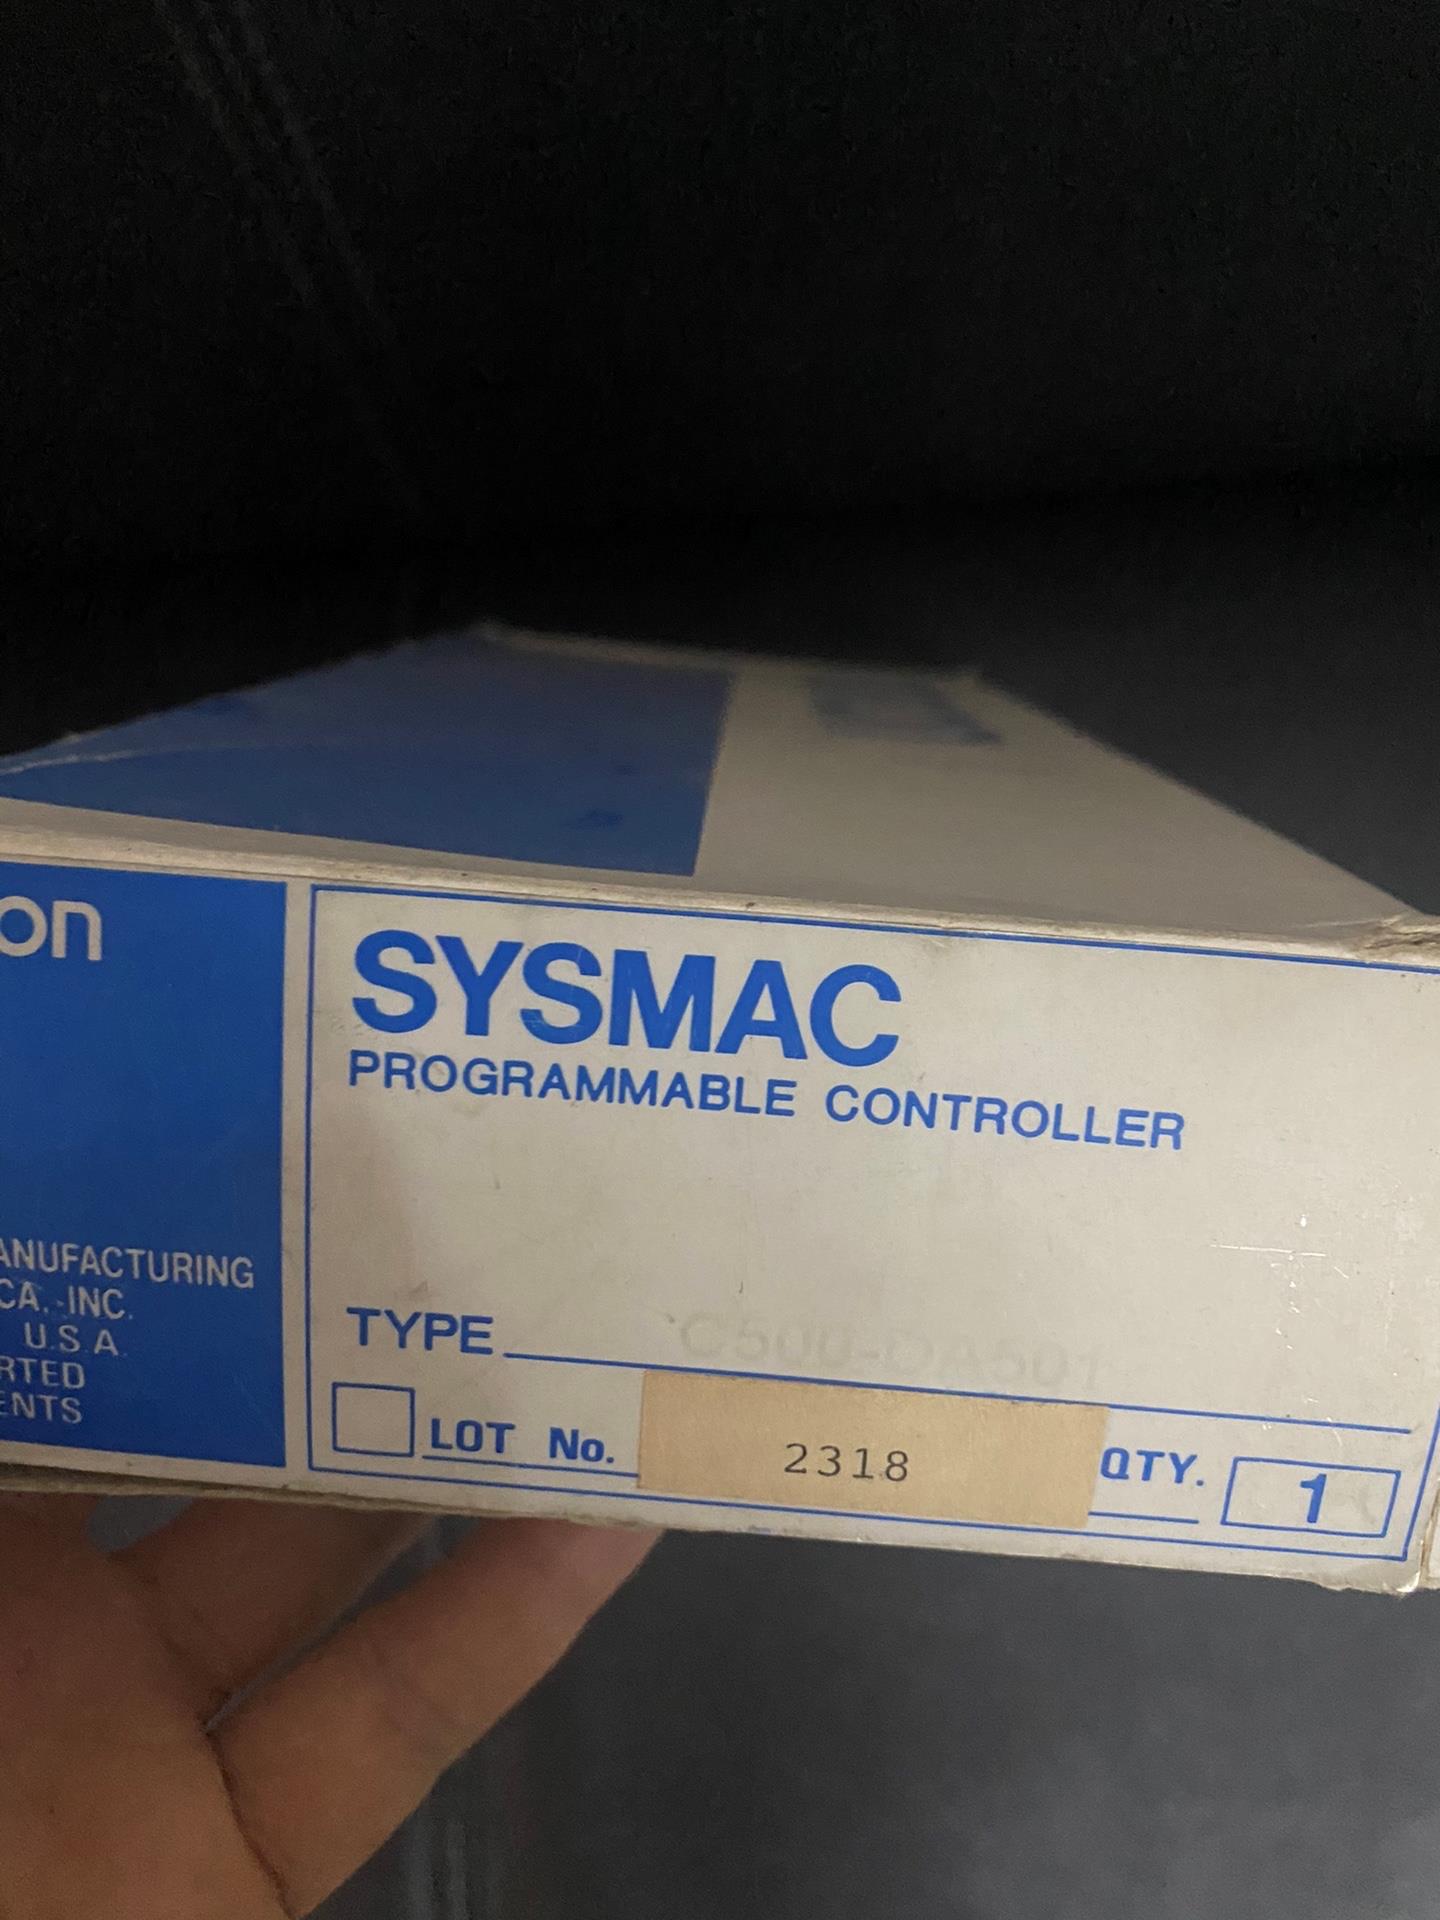 on
ANUFACTURING
CA.-INC.
U.S.A.
RTED
ENTS
SYSMAC
PROGRAMMABLE CONTROLLER
TYPE
LOT No. 2318 QTY. 1